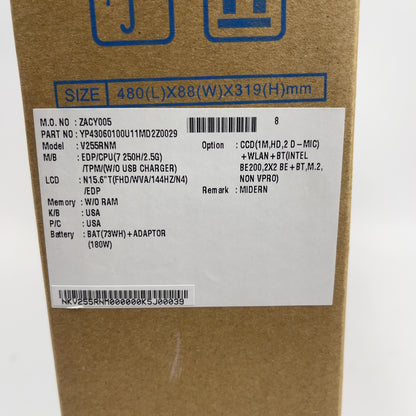 SIZE 480(L)X88(W)X319(H)mm
M.O. NO : ZACY005 8
PART NO : YP43060100U11MD2Z0029
Model : V255RNM
M/B : EDP/CPU(7 250H/2.5G)
/TPM(W/O USB CHARGER)
LCD : N15.6"T(FHD/WVA/144HZ/N4)
/EDP
Memory : W/O RAM
K/B : USA
P/C : USA
Battery : BAT(73WH)+ADAPTOR
(180W)
Option : CCD(1M,HD,2 D-MIC)
+WLAN+BT(INTEL
BE200,2X2 BE+BT,M.2,
NON VPRO)
Remark : MIDERN
NKV255RNM000000K5J00039